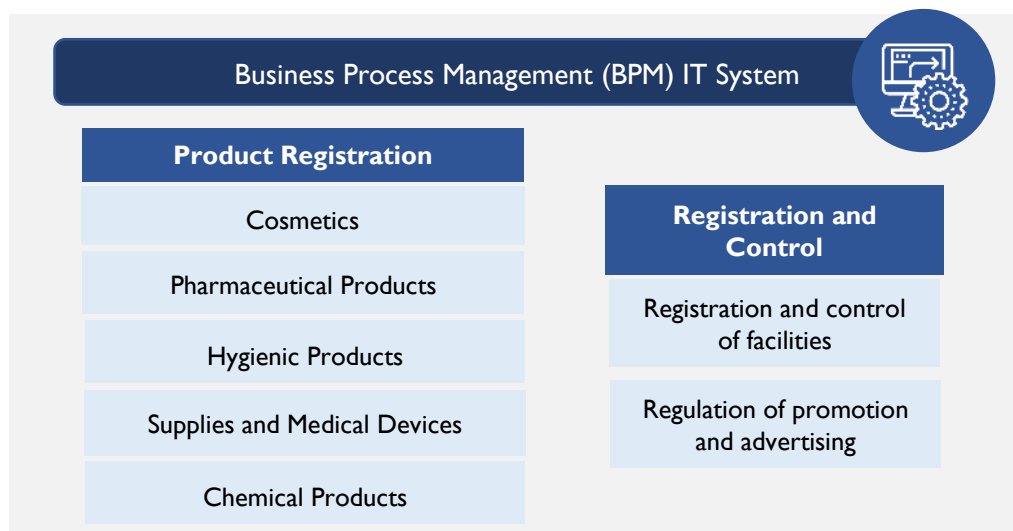 Business Process Management (BPM) IT System
Product Registration
Cosmetics
Pharmaceutical Products
Hygienic Products
Supplies and Medical Devices
Chemical Products
Registration and
Control
Registration and control
of facilities
Regulation of promotion
and advertising